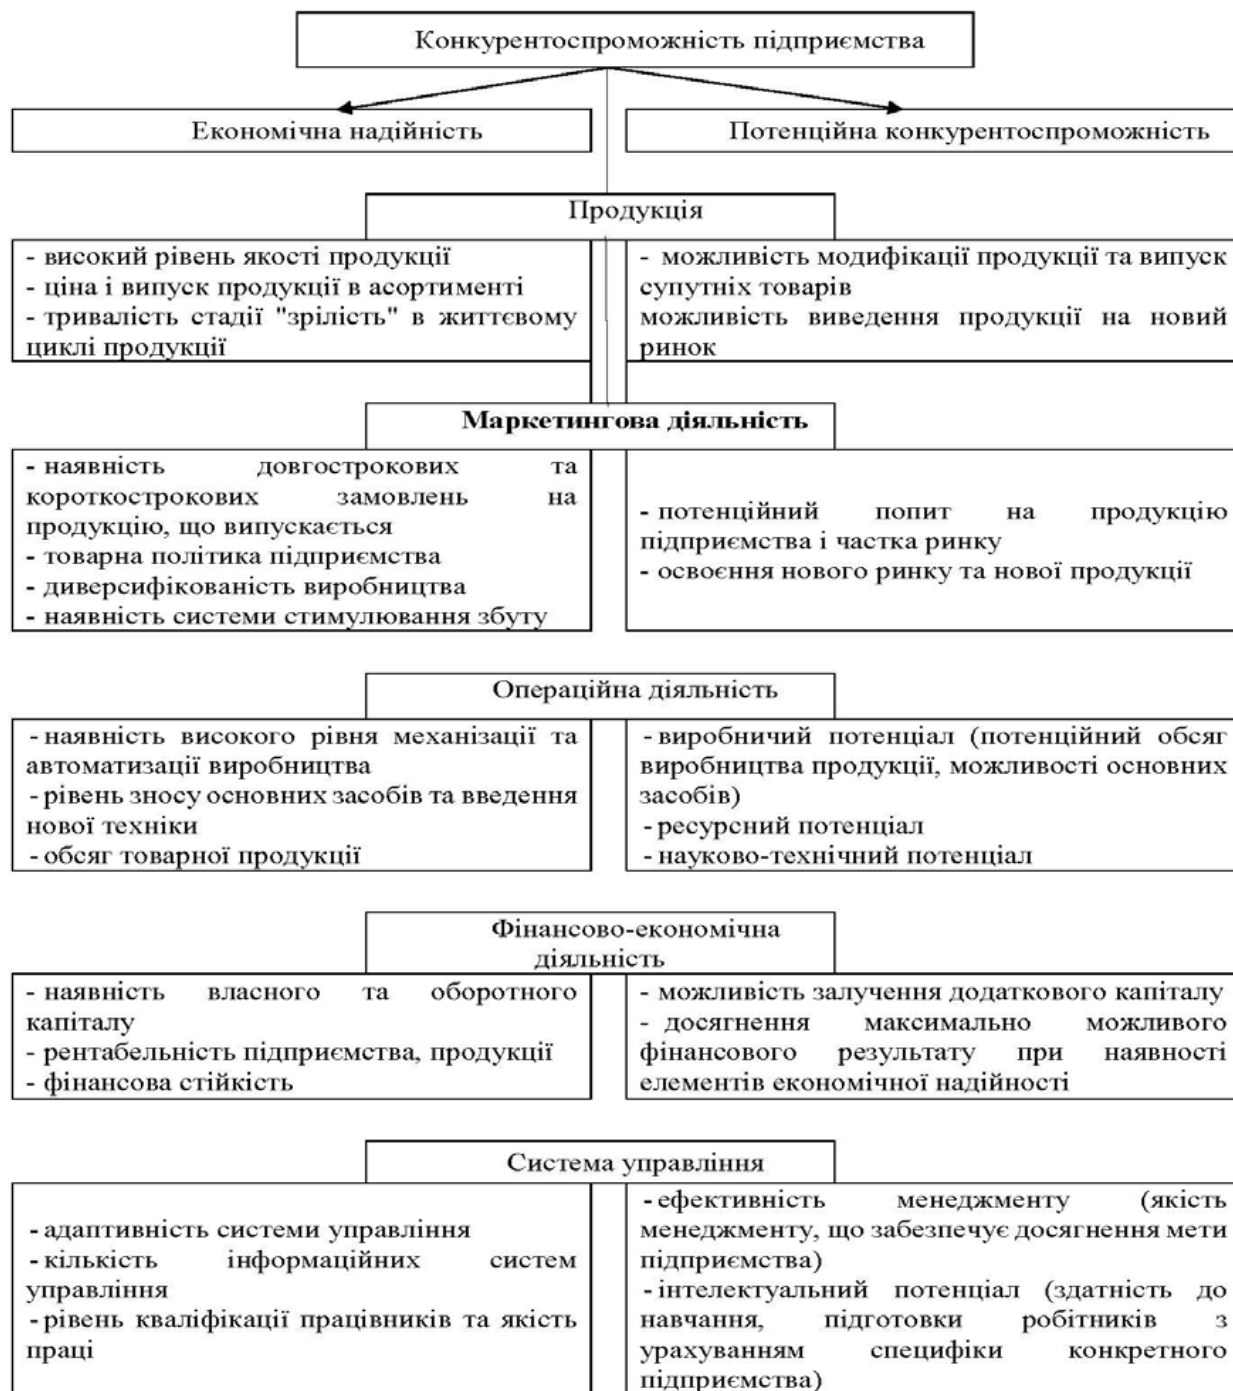 Конкурентоспроможність підприємства
Економічна надійність
Потенційна конкурентоспроможність
Продукція
- високий рівень якості продукції
- ціна і випуск продукції в асортименті
- тривалість стадії "зрілість" в життєвому
циклі продукції
- можливість модифікації продукції та випуск
супутніх товарів
можливість виведення продукції на новий
ринок
Маркетингова діяльність
- наявність довгострокових та
короткострокових замовлень на
продукцію, що випускається
- товарна політика підприємства
- диверсифікованість виробництва
- наявність системи стимулювання збуту
- потенційний попит на продукцію
підприємства і частка ринку
- освоєння нового ринку та нової продукції
Операційна діяльність
- наявність високого рівня механізації та
автоматизації виробництва
- рівень зносу основних засобів та введення
нової техніки
- обсяг товарної продукції
- виробничий потенціал (потенційний обсяг
виробництва продукції, можливості основних
засобів)
- ресурсний потенціал
- науково-технічний потенціал
Фінансово-економічна
діяльність
- наявність власного та оборотного
капіталу
- рентабельність підприємства, продукції
- фінансова стійкість
- можливість залучення додаткового капіталу
- досягнення максимально можливого
фінансового результату при наявності
елементів економічної надійності
Система управління
- адаптивність системи управління
- кількість інформаційних систем
управління
- рівень кваліфікації працівників та якість
праці
- ефективність менеджменту (якість
менеджменту, що забезпечує досягнення мети
підприємства)
- інтелектуальний потенціал (здатність до
навчання, підготовки робітників з
урахуванням специфіки конкретного
підприємства)